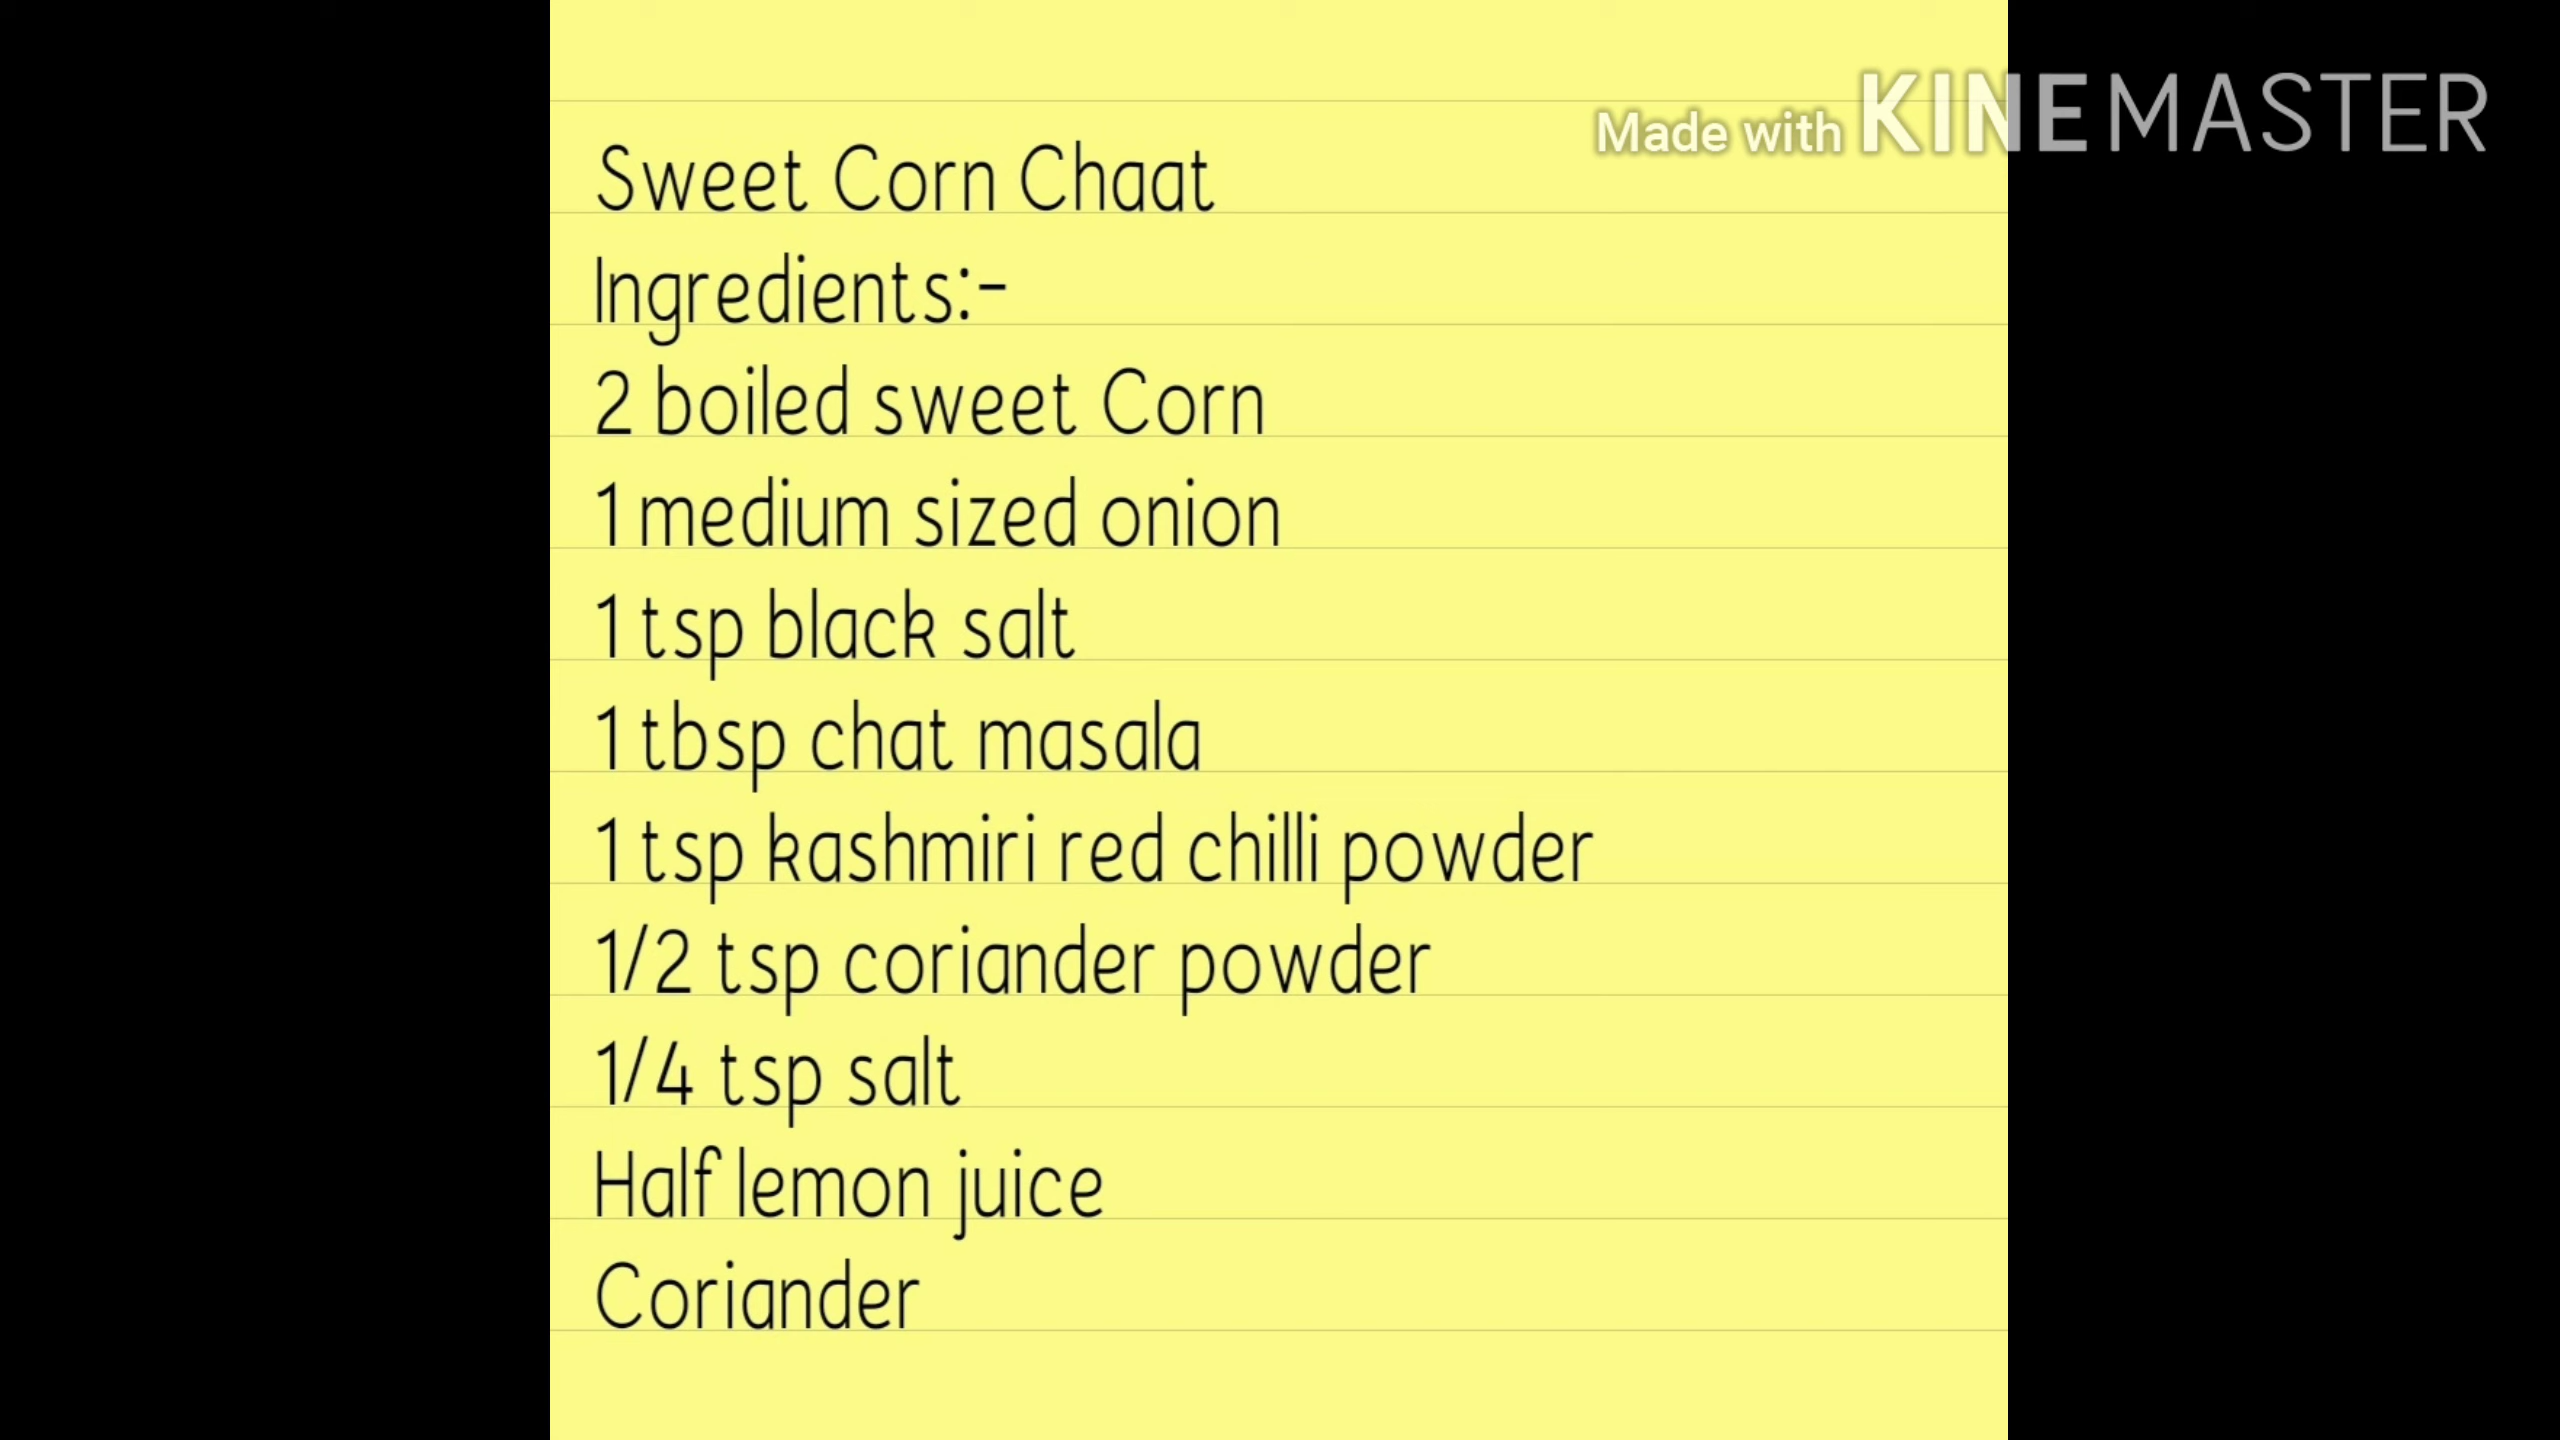 Made with KINEMASTER
Sweet Corn Chaat
Ingredients:-
2 boiled sweet Corn
1 medium sized onion
1 tsp black salt
1 tbsp chat masala
1 tsp kashmiri red chilli powder
1/2 tsp coriander powder
1/4 tsp salt
Half lemon juice
Coriander